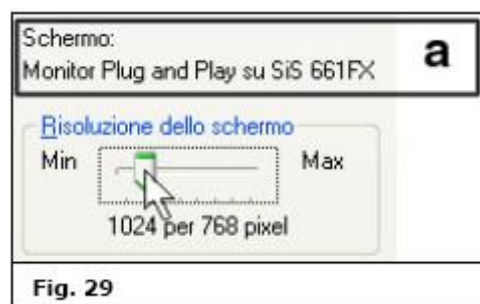 Schermo:
Monitor Plug and Play su SiS 661FX
a
Risoluzione dello schermo
Min
Max
1024 per 768 pixel
Fig. 29